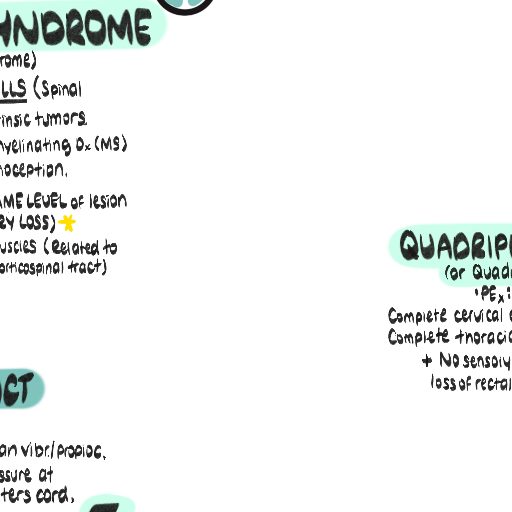 NDROME
rome)
LLS (Spinal
insic tumors.
myelinating Dx (MS)
noception.
AME LEVEL of lesion
RY LOSS)
uscles (Related to
orticospinal tract)
CT
an vibr./propioc.
ssure at
ters cord.
QUADRIP
(or Quad
•PEx:
Complete cervical
Complete thoracic
+ No sensory
loss of recta